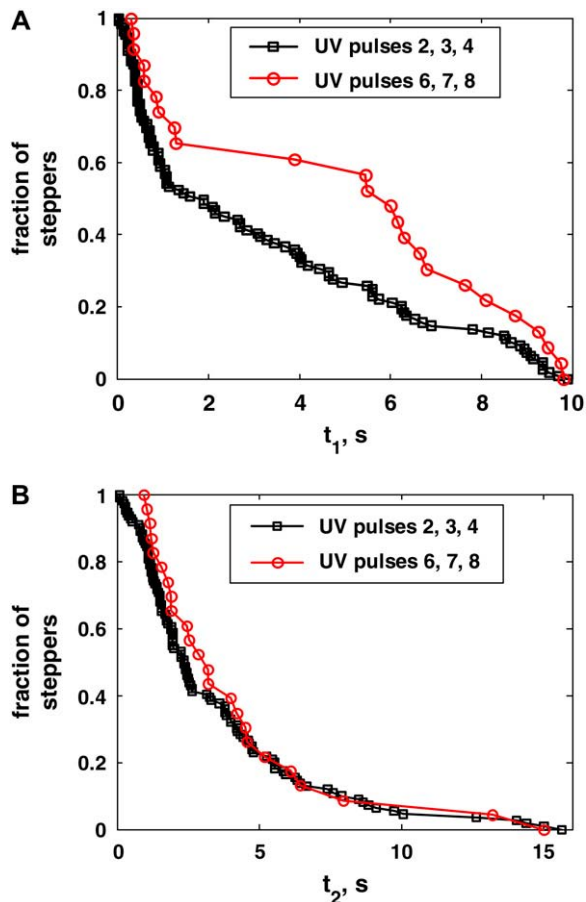 A
1
0.8
0.6
0.4
0.2
0
fraction of
steppers
UV pulses 2, 3, 4
UV pulses 6, 7, 8
0 2 4 6 8 10
t1, s
B
1
0.8
0.6
0.4
0.2
0
fraction of
steppers
UV pulses 2, 3, 4
UV pulses 6, 7, 8
0 5 10 15
t2, s